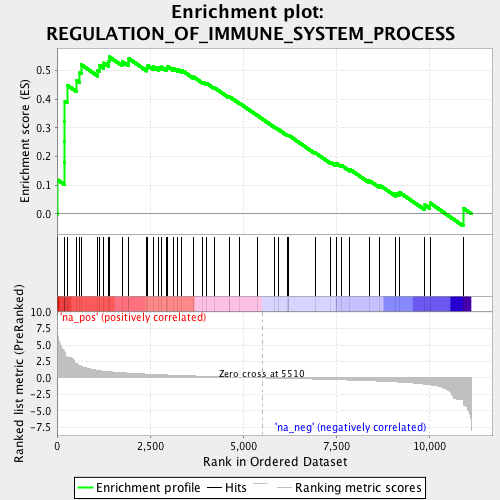 Enrichment plot:
REGULATION_OF_IMMUNE_SYSTEM_PROCESS
Enrichment score (ES)
0.5
0.4
0.3
0.2
0.1
0.0
'na_pos' (positively correlated)
Ranked list metric (PreRanked)
10.0
7.5
5.0
2.5
0.0
-2.5
-5.0
-7.5
Zero cross at 5510
'na_neg' (negatively correlated)
0
2,500
5,000
7,500
10,000
Rank in Ordered Dataset
Enrichment profile
Hits
Ranking metric scores